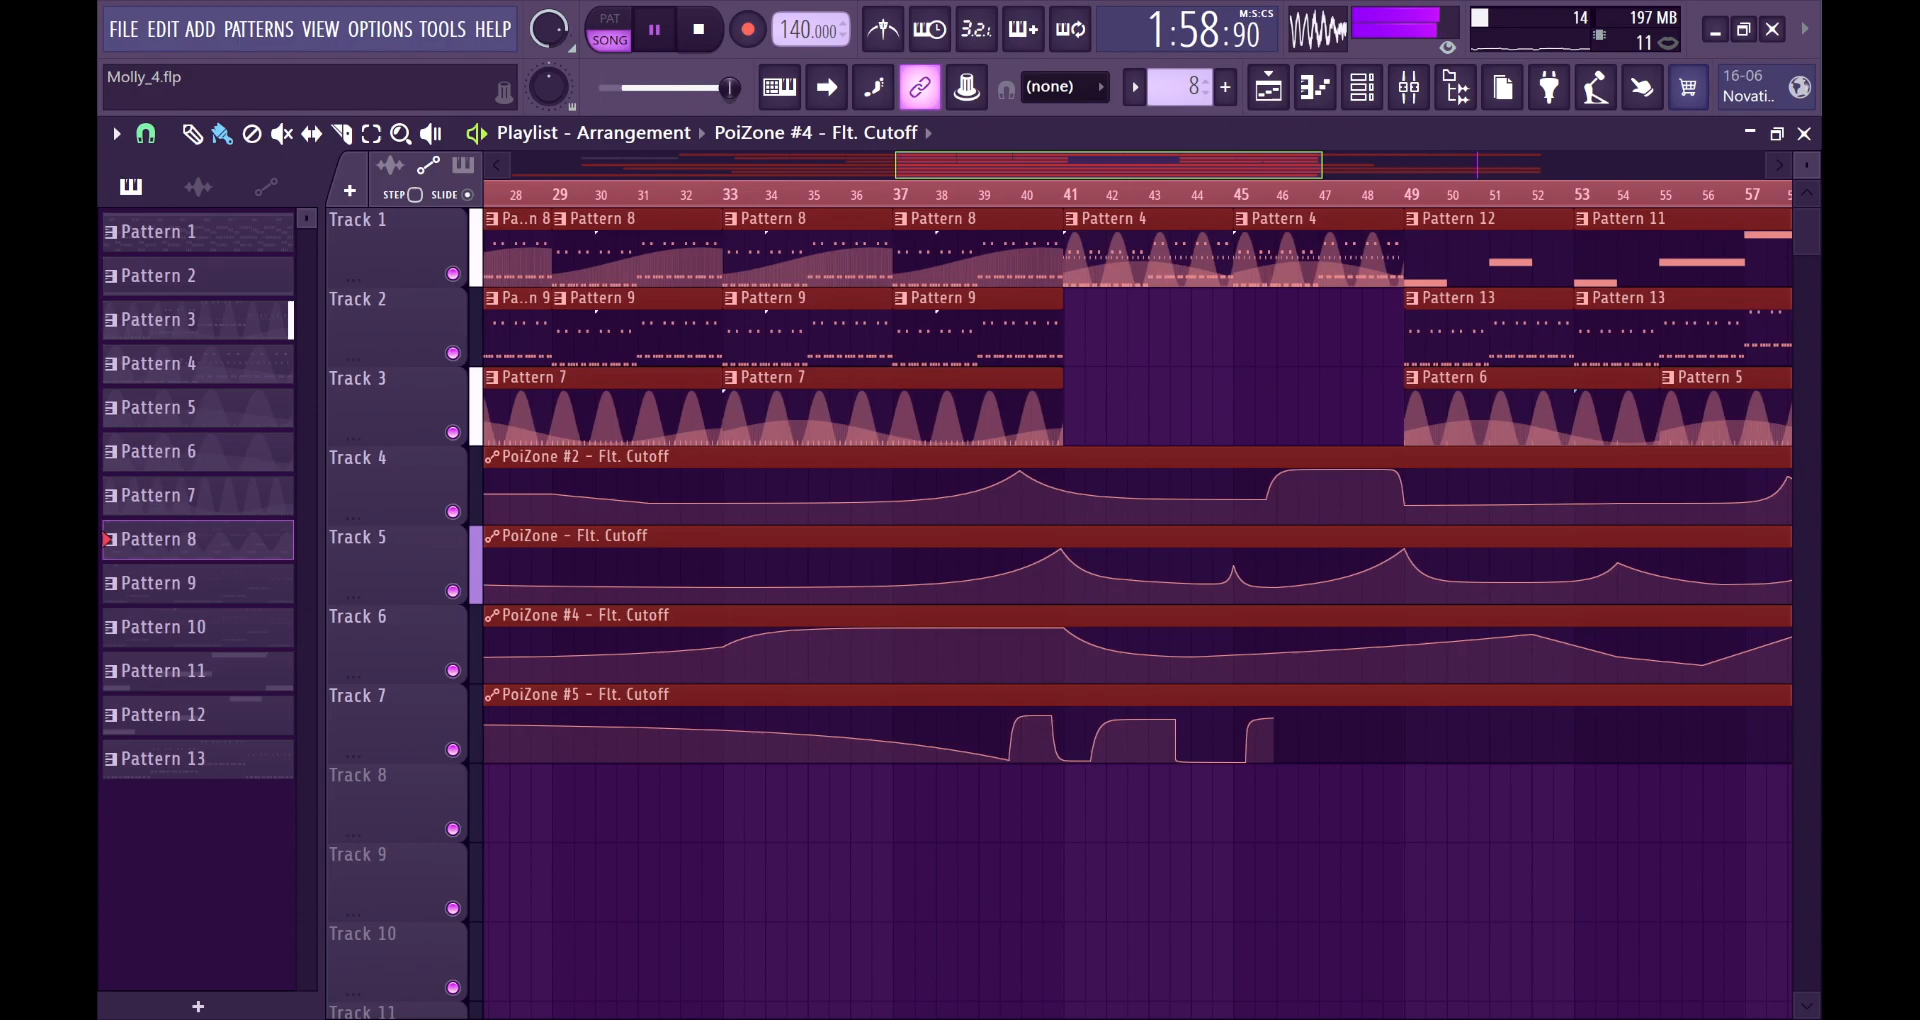 FILE EDIT ADD PATTERNS VIEW OPTIONS TOOLS HELP
PAT
SONG
140.000
3.2.
1:58:90
M:S:CS
14
197 MB
11
Molly_4.flp
(none)
8
16-06
Novati..
Playlist - Arrangement
PoiZone #4 - Flt. Cutoff
STEP
SLIDE
28 29 30 31 32 33 34 35 36 37 38 39 40 41 42 43 44 45 46 47 48 49 50 51 52 53 54 55 56 57
Pattern 1
Pattern 2
Pattern 3
Pattern 4
Pattern 5
Pattern 6
Pattern 7
Pattern 8
Pattern 9
Pattern 10
Pattern 11
Pattern 12
Pattern 13
Track 1
Pa..n 8 Pattern 8 Pattern 8 Pattern 8 Pattern 4 Pattern 4 Pattern 12 Pattern 11
Track 2
Pa..n 9 Pattern 9 Pattern 9 Pattern 9 Pattern 13 Pattern 13
Track 3
Pattern 7 Pattern 7 Pattern 6 Pattern 5
Track 4
PoiZone #2 - Flt. Cutoff
Track 5
PoiZone - Flt. Cutoff
Track 6
PoiZone #4 - Flt. Cutoff
Track 7
PoiZone #5 - Flt. Cutoff
Track 8
Track 9
Track 10
Track 11